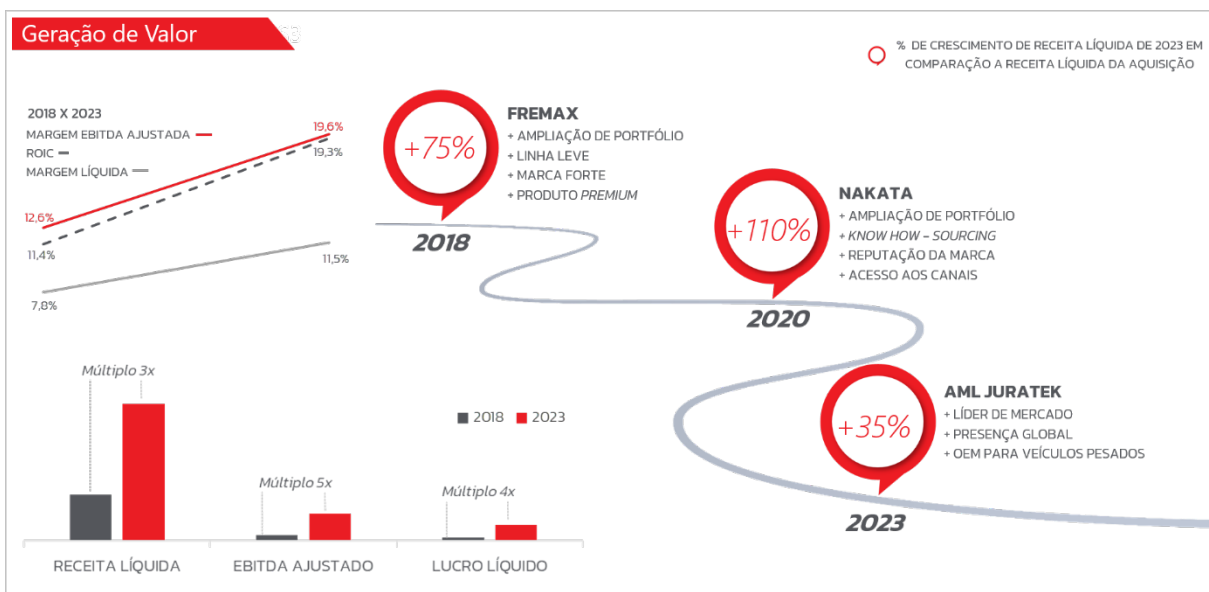 Geração de Valor
% DE CRESCIMENTO DE RECEITA LÍQUIDA DE 2023 EM
COMPARAÇÃO A RECEITA LÍQUIDA DA AQUISIÇÃO
2018 X 2023
MARGEM EBITDA AJUSTADA
ROIC
MARGEM LÍQUIDA
19,6%
19,3%
12,6%
11,4%
11,5%
7,8%
+75%
FREMAX
+ AMPLIAÇÃO DE PORTFÓLIO
+ LINHA LEVE
+ MARCA FORTE
+ PRODUTO PREMIUM
2018
+110%
NAKATA
+ AMPLIAÇÃO DE PORTFÓLIO
+ KNOW HOW – SOURCING
+ REPUTAÇÃO DA MARCA
+ ACESSO AOS CANAIS
2020
+35%
AML JURATEK
+ LÍDER DE MERCADO
+ PRESENÇA GLOBAL
+ OEM PARA VEÍCULOS PESADOS
2023
Múltiplo 3x
2018 2023
Múltiplo 5x
Múltiplo 4x
RECEITA LÍQUIDA
EBITDA AJUSTADO
LUCRO LÍQUIDO